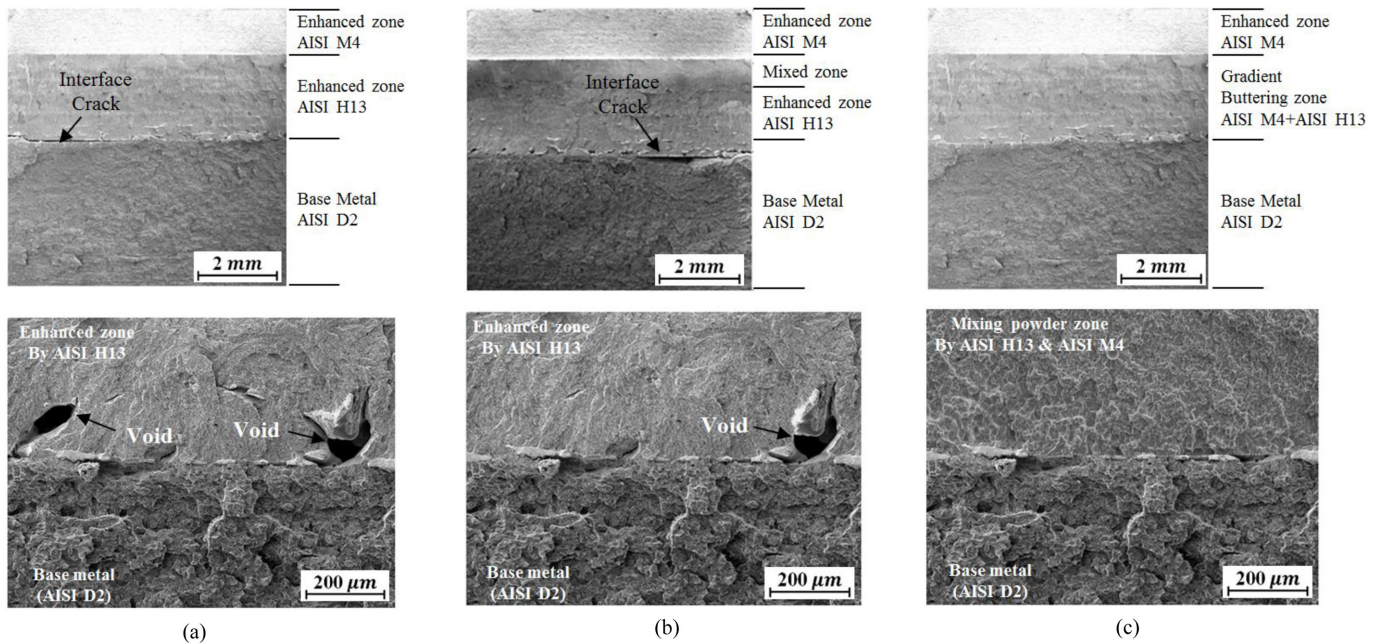 Enhanced zone
AISI M4
Interface
Crack
Enhanced zone
AISI H13
Base Metal
AISI D2
2 mm
Enhanced zone
AISI M4
Mixed zone
Interface
Crack
Enhanced zone
AISI H13
Base Metal
AISI D2
2 mm
Enhanced zone
AISI M4
Gradient
Buttering zone
AISI M4+AISI H13
Base Metal
AISI D2
2 mm
Enhanced zone
By AISI H13
Void
Void
Base metal
(AISI D2)
200 μm
Enhanced zone
By AISI H13
Void
Base metal
(AISI D2)
200 μm
Mixing powder zone
By AISI H13 & AISI M4
Base metal
(AISI D2)
200 μm
(a)
(b)
(c)